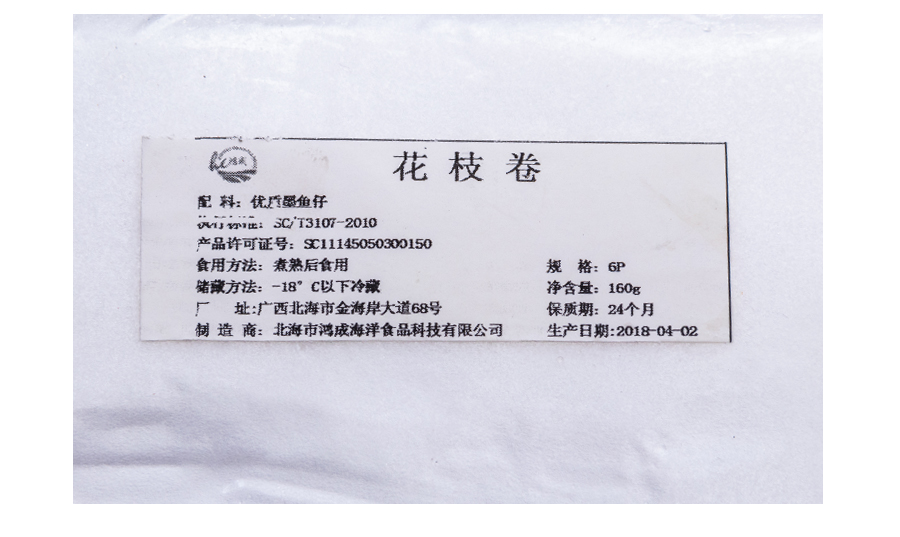 鸿成
花枝卷
配 料：优质墨鱼仔
执行标准：SC/T3107-2010
产品许可证号：SC11145050300150
食用方法：煮熟后食用
规 格：6P
储藏方法：-18°C以下冷藏
净含量：160g
厂 址:广西北海市金海岸大道68号
保质期：24个月
制 造 商：北海市鸿成海洋食品科技有限公司
生产日期:2018-04-02